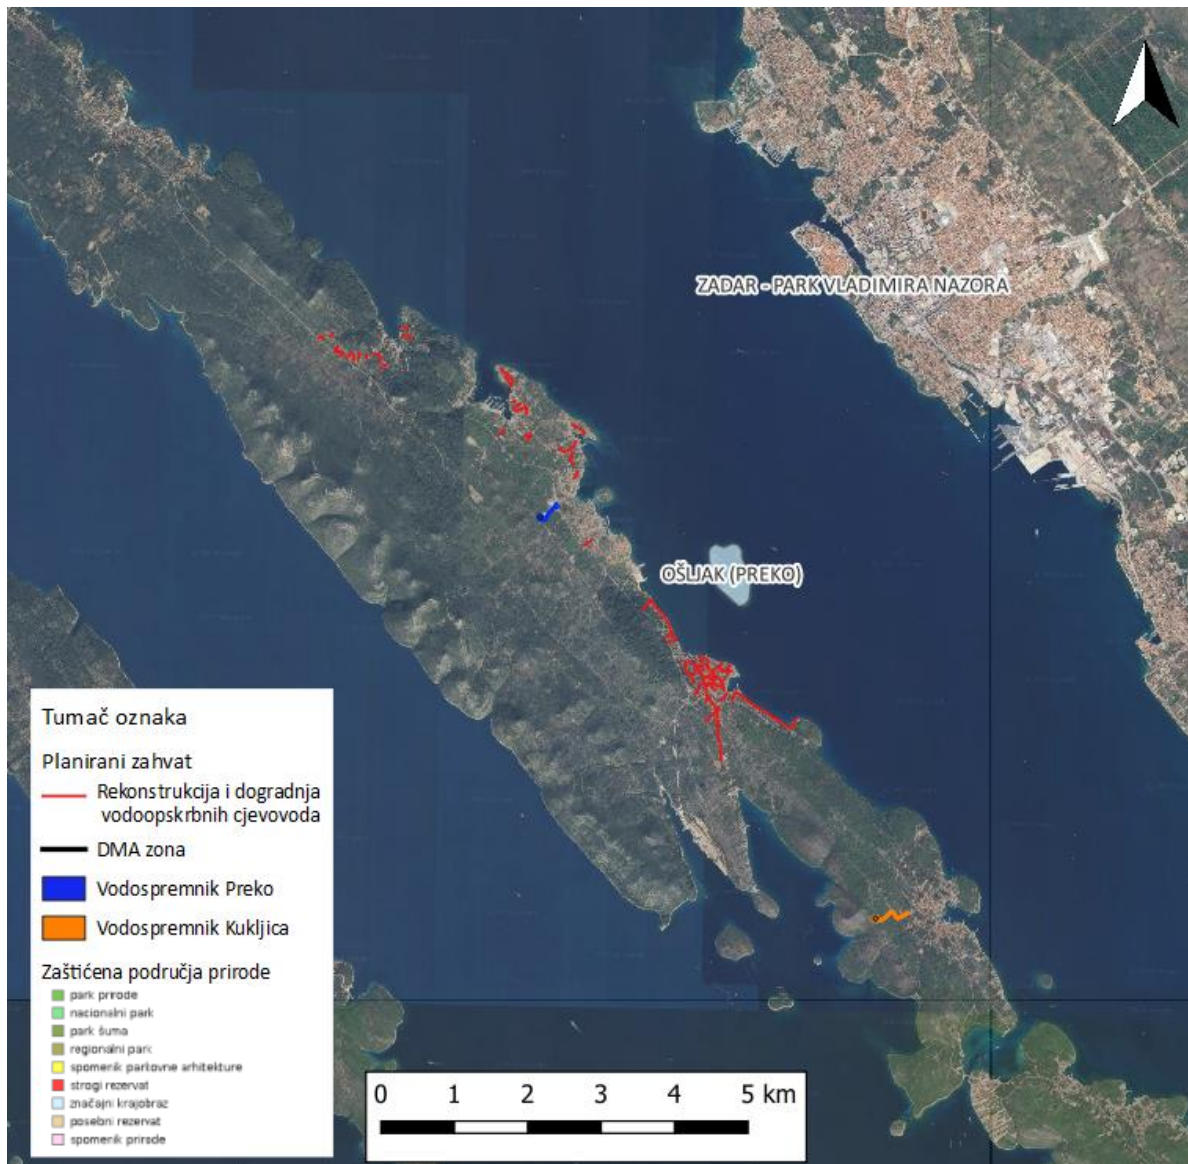 ZADAR - PARK VLADIMIRA NAZORA
OŠLJAK (PREKO)
Tumač oznaka
Planirani zahvat
Rekonstrukcija i dogradnja
vodoopskrbnih cjevovoda
DMA zona
Vodospremnik Preko
Vodospremnik Kukljica
Zaštićena područja prirode
park prirode
nacionalni park
park šuma
regionalni park
spomenik parkovne arhitekture
strogi rezervat
značajni krajobraz
posebni rezervat
spomenik prirode
0 1 2 3 4 5 km